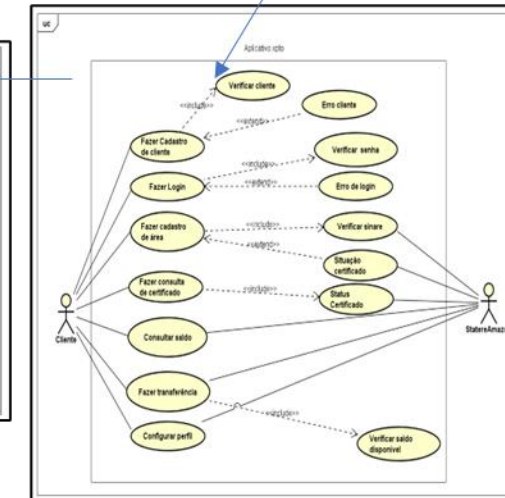 uc
Aplicativo xpto
Verificar cliente
<<include>>
Erro cliente
<<extend>>
Fazer Cadastro
de cliente
<<include>>
Verificar senha
Fazer Login
<<extend>>
Erro de login
Fazer cadastro
de área
<<include>>
Verificar sinare
<<extend>>
Situação
certificado
Fazer consulta
de certificado
<<include>>
Status
Certificado
Cliente
StatereAmaz
Consultar saldo
Fazer transferência
<<include>>
Configurar perfil
Verificar saldo
disponível